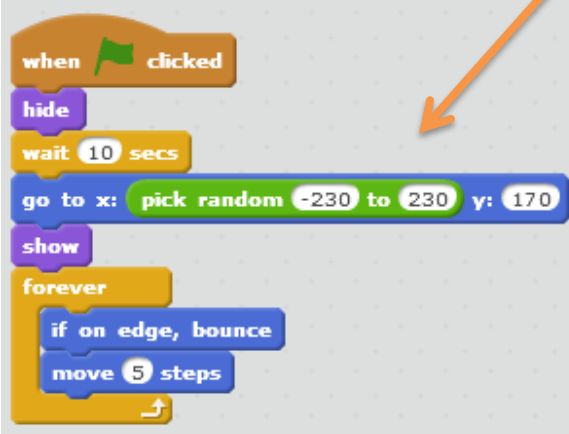 when clicked
hide
wait 10 secs
go to x: pick random -230 to 230 y: 170
show
forever
if on edge, bounce
move 5 steps